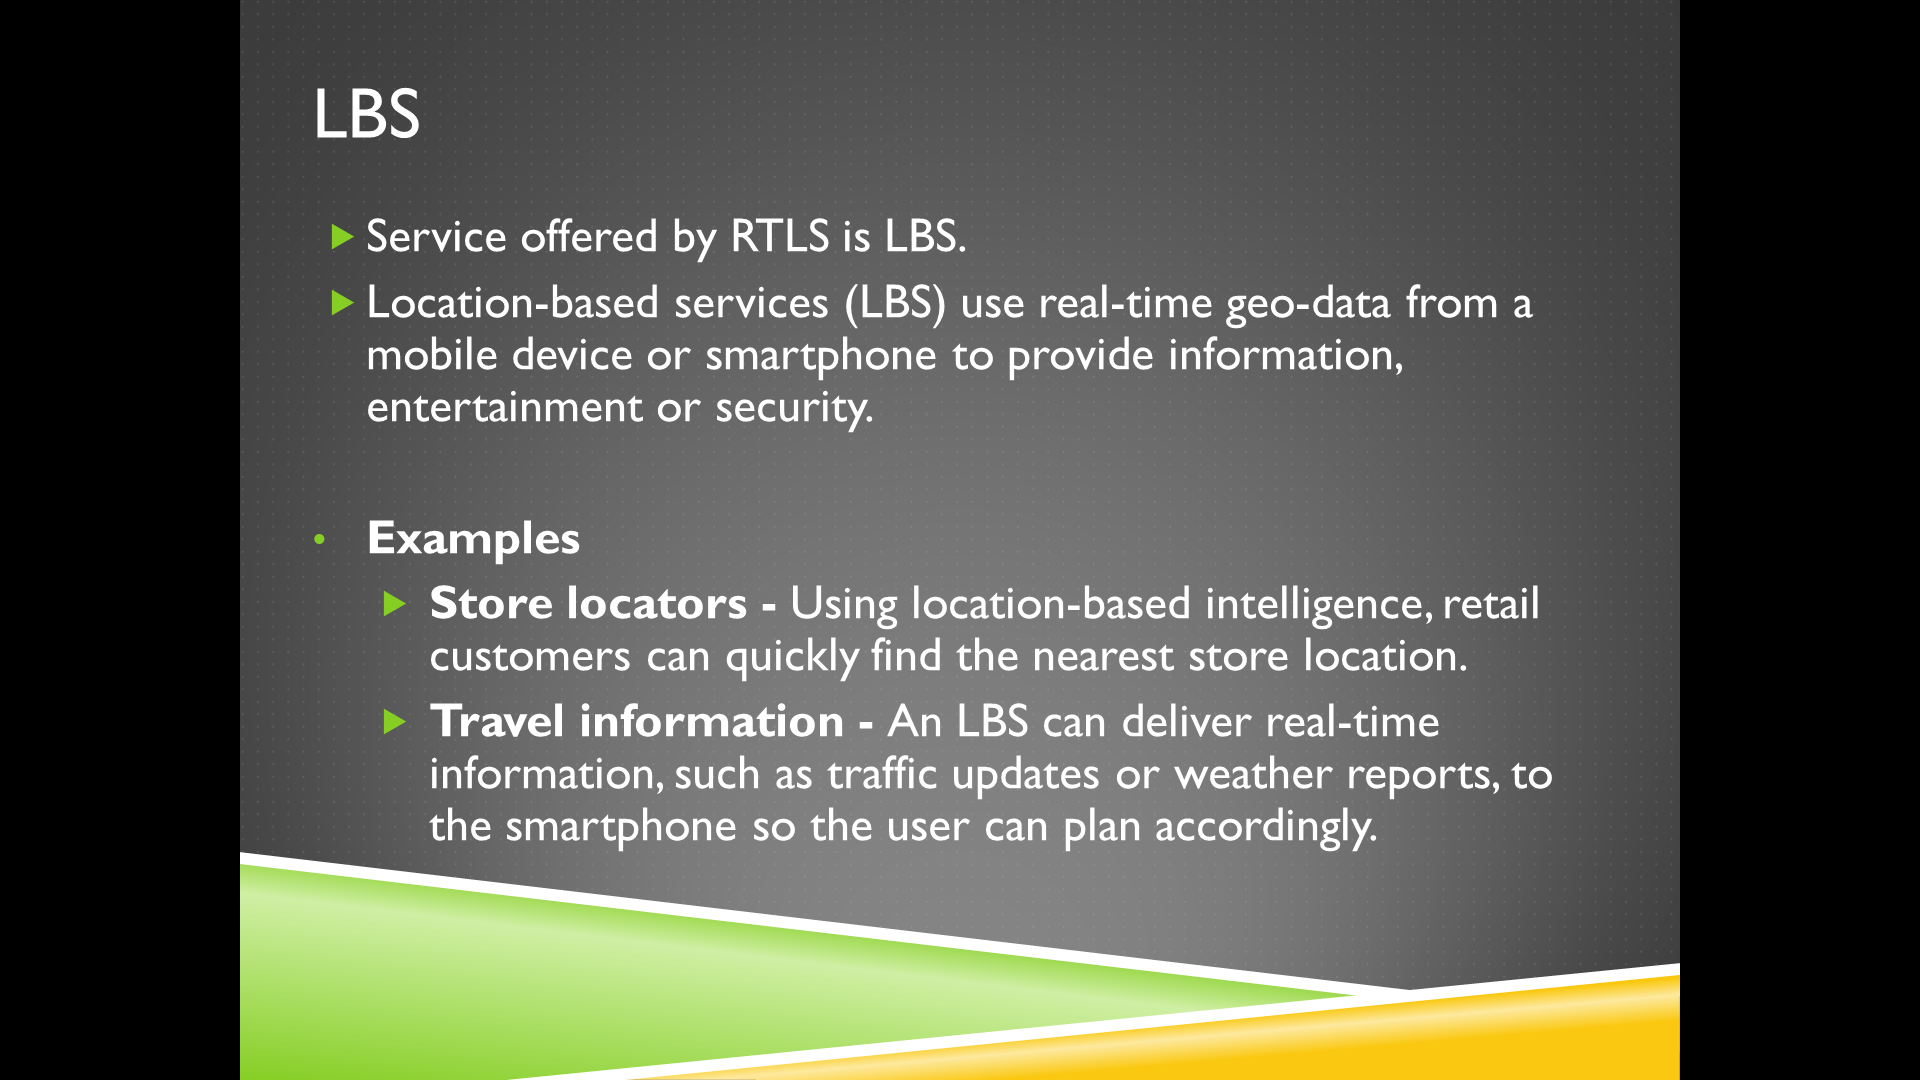 LBS
Service offered by RTLS is LBS.
Location-based services (LBS) use real-time geo-data from a
mobile device or smartphone to provide information,
entertainment or security.
Examples
Store locators - Using location-based intelligence, retail
customers can quickly find the nearest store location.
Travel information - An LBS can deliver real-time
information, such as traffic updates or weather reports, to
the smartphone so the user can plan accordingly.